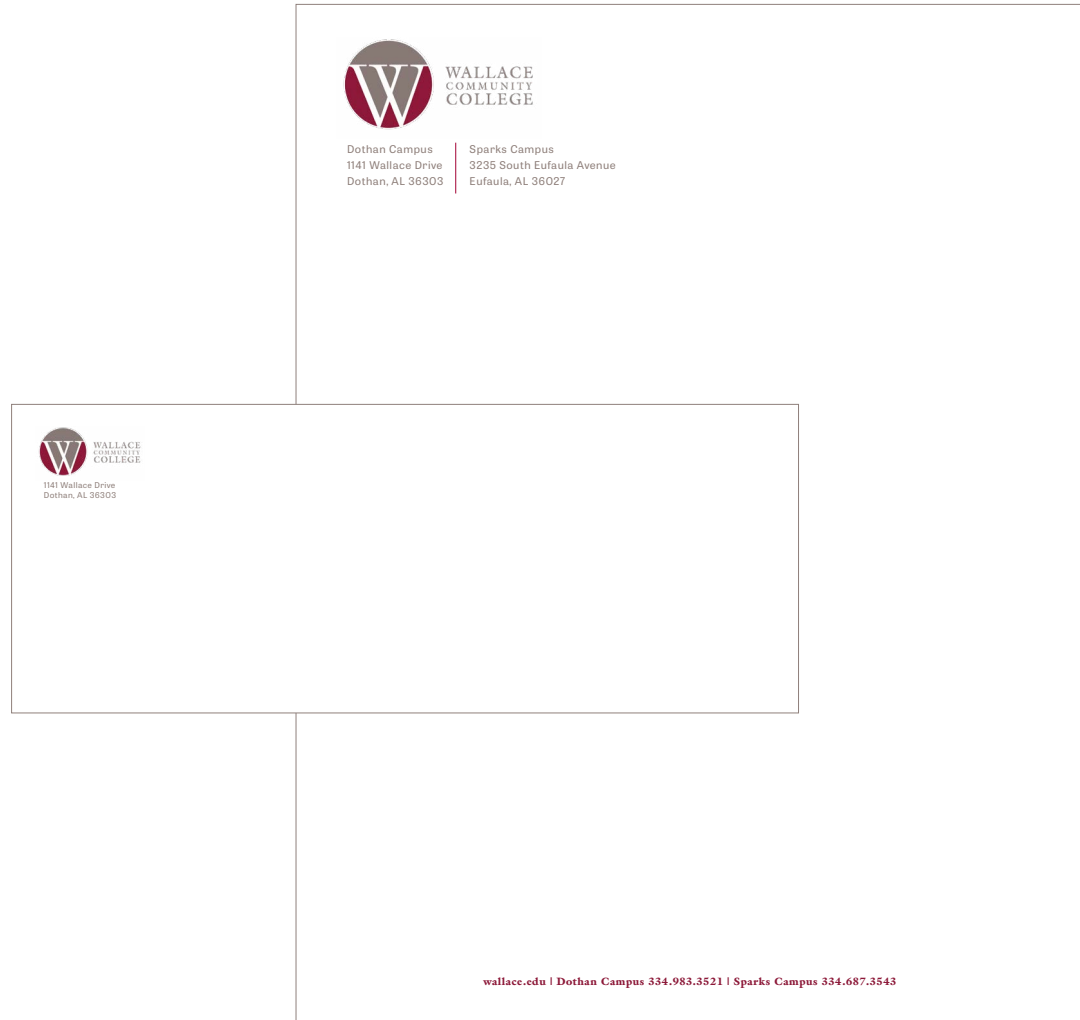 W
WALLACE
COMMUNITY
COLLEGE
Dothan Campus
1141 Wallace Drive
Dothan, AL 36303
Sparks Campus
3235 South Eufaula Avenue
Eufaula, AL 36027
W
WALLACE
COMMUNITY
COLLEGE
1141 Wallace Drive
Dothan, AL 36303
wallace.edu | Dothan Campus 334.983.3521 | Sparks Campus 334.687.3543